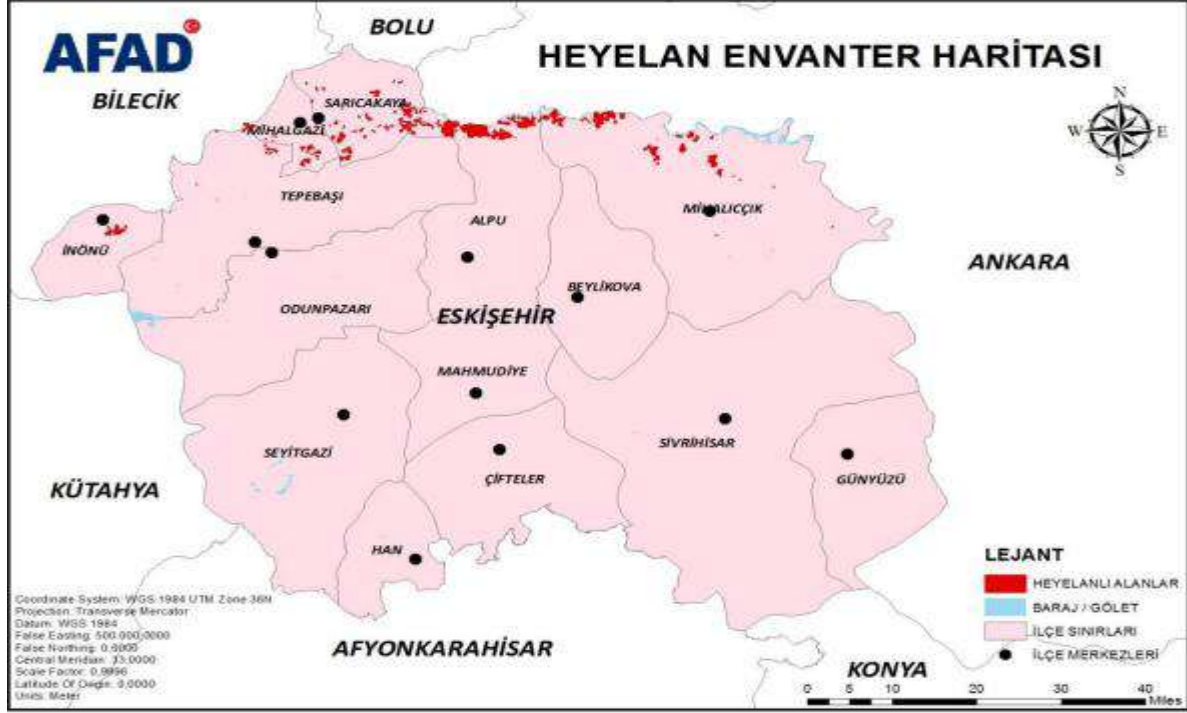 AFAD
BOLU
HEYELAN ENVANTER HARİTASI
BİLECİK
SARICAKAYA
MİHALGAZİ
N
W E
S
TEPEBAŞI
ALPU
MİHALIÇÇIK
İNÖNÜ
ANKARA
BEYLİKOVA
ODUNPAZARI
ESKİŞEHİR
MAHMUDİYE
SEYİTGAZİ
SİVRİHİSAR
ÇİFTELER
GÜNYÜZÜ
KÜTAHYA
HAN
LEJANT
HEYELANLI ALANLAR
BARAJ / GÖLET
İLÇE SINIRLARI
İLÇE MERKEZLERİ
Coordinate System: WGS 1984 UTM Zone 36N
Projection: Transverse Mercator
Datum: WGS 1984
False Easting: 500.000,0000
False Northing: 0,0000
Central Meridian: 33,0000
Scale Factor: 0,9996
Latitude Of Origin: 0,0000
Units: Meter
AFYONKARAHİSAR
KONYA
0 5 10 20 30 40
Miles